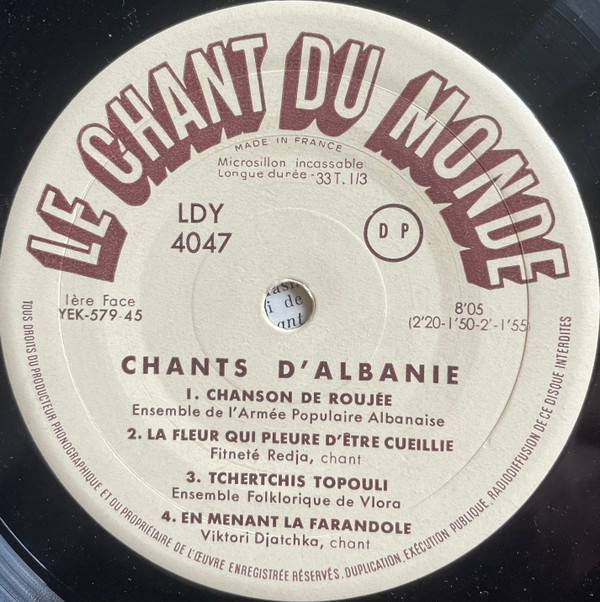 LE CHANT DU MONDE
MADE IN FRANCE
Microsillon incassable
Longue durée - 33 T. 1/3
LDY
4047
D P
1ère Face
YEK-579-45
8'05
(2'20-1'50-2'-1'55)
CHANTS D'ALBANIE
1. CHANSON DE ROUJÉE
Ensemble de l'Armée Populaire Albanaise
2. LA FLEUR QUI PLEURE D'ÊTRE CUEILLIE
Fitneté Redja, chant
3. TCHERTCHIS TOPOULI
Ensemble Folklorique de Vlora
4. EN MENANT LA FARANDOLE
Viktori Djatchka, chant
TOUS DROITS DU PRODUCTEUR PHONOGRAPHIQUE ET DU PROPRIÉTAIRE DE L'ŒUVRE ENREGISTRÉE RÉSERVÉS. DUPLICATION, EXÉCUTION PUBLIQUE, RADIODIFFUSION DE CE DISQUE INTERDITES
i de
ant